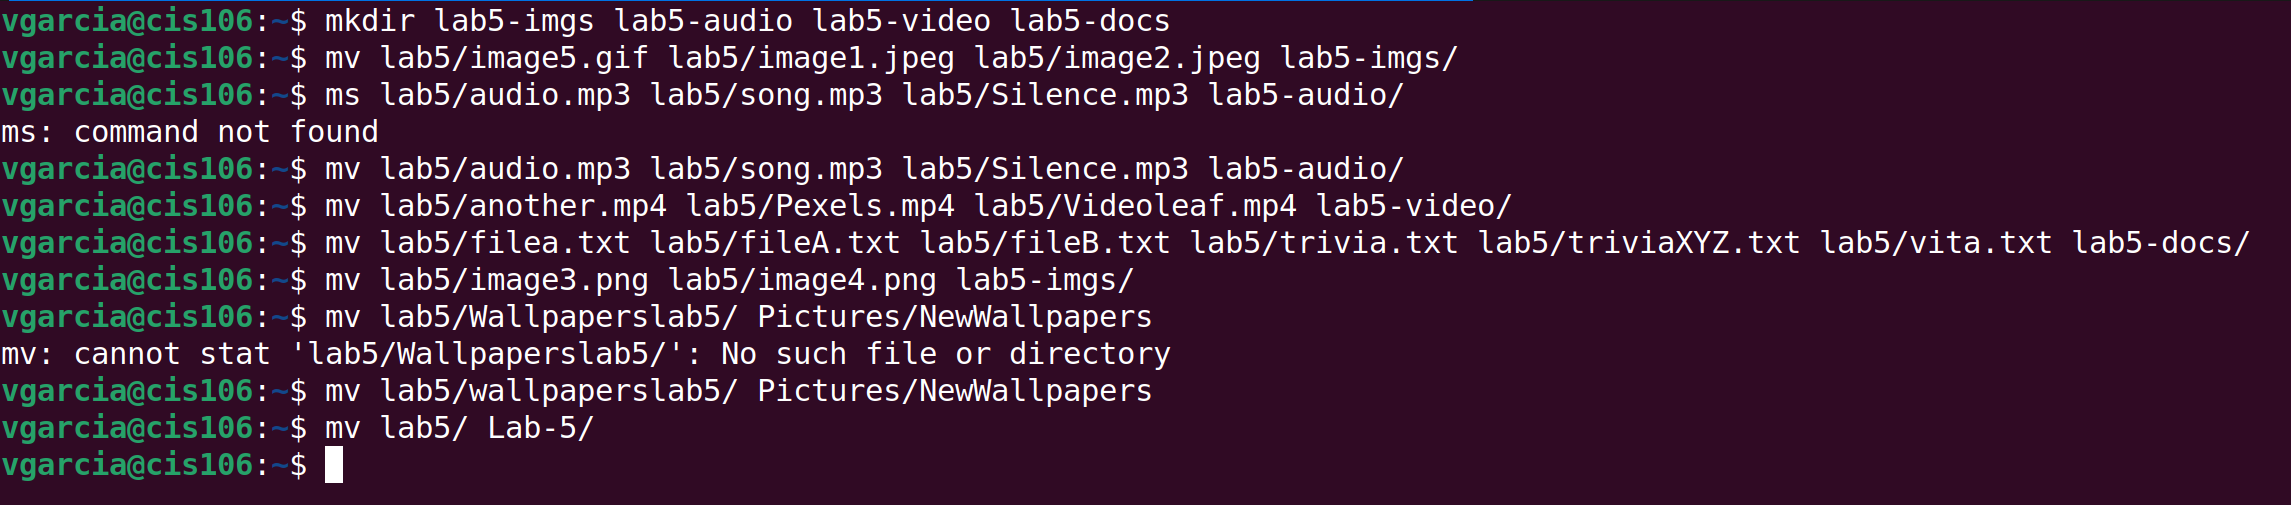 vgarcia@cis106:~$ mkdir lab5-imgs lab5-audio lab5-video lab5-docs
vgarcia@cis106:~$ mv lab5/image5.gif lab5/image1.jpeg lab5/image2.jpeg lab5-imgs/
vgarcia@cis106:~$ ms lab5/audio.mp3 lab5/song.mp3 lab5/Silence.mp3 lab5-audio/
ms: command not found
vgarcia@cis106:~$ mv lab5/audio.mp3 lab5/song.mp3 lab5/Silence.mp3 lab5-audio/
vgarcia@cis106:~$ mv lab5/another.mp4 lab5/Pexels.mp4 lab5/Videoleaf.mp4 lab5-video/
vgarcia@cis106:~$ mv lab5/filea.txt lab5/fileA.txt lab5/fileB.txt lab5/trivia.txt lab5/triviaXYZ.txt lab5/vita.txt lab5-docs/
vgarcia@cis106:~$ mv lab5/image3.png lab5/image4.png lab5-imgs/
vgarcia@cis106:~$ mv lab5/Wallpaperslab5/ Pictures/NewWallpapers
mv: cannot stat 'lab5/Wallpaperslab5/': No such file or directory
vgarcia@cis106:~$ mv lab5/wallpaperslab5/ Pictures/NewWallpapers
vgarcia@cis106:~$ mv lab5/ Lab-5/
vgarcia@cis106:~$